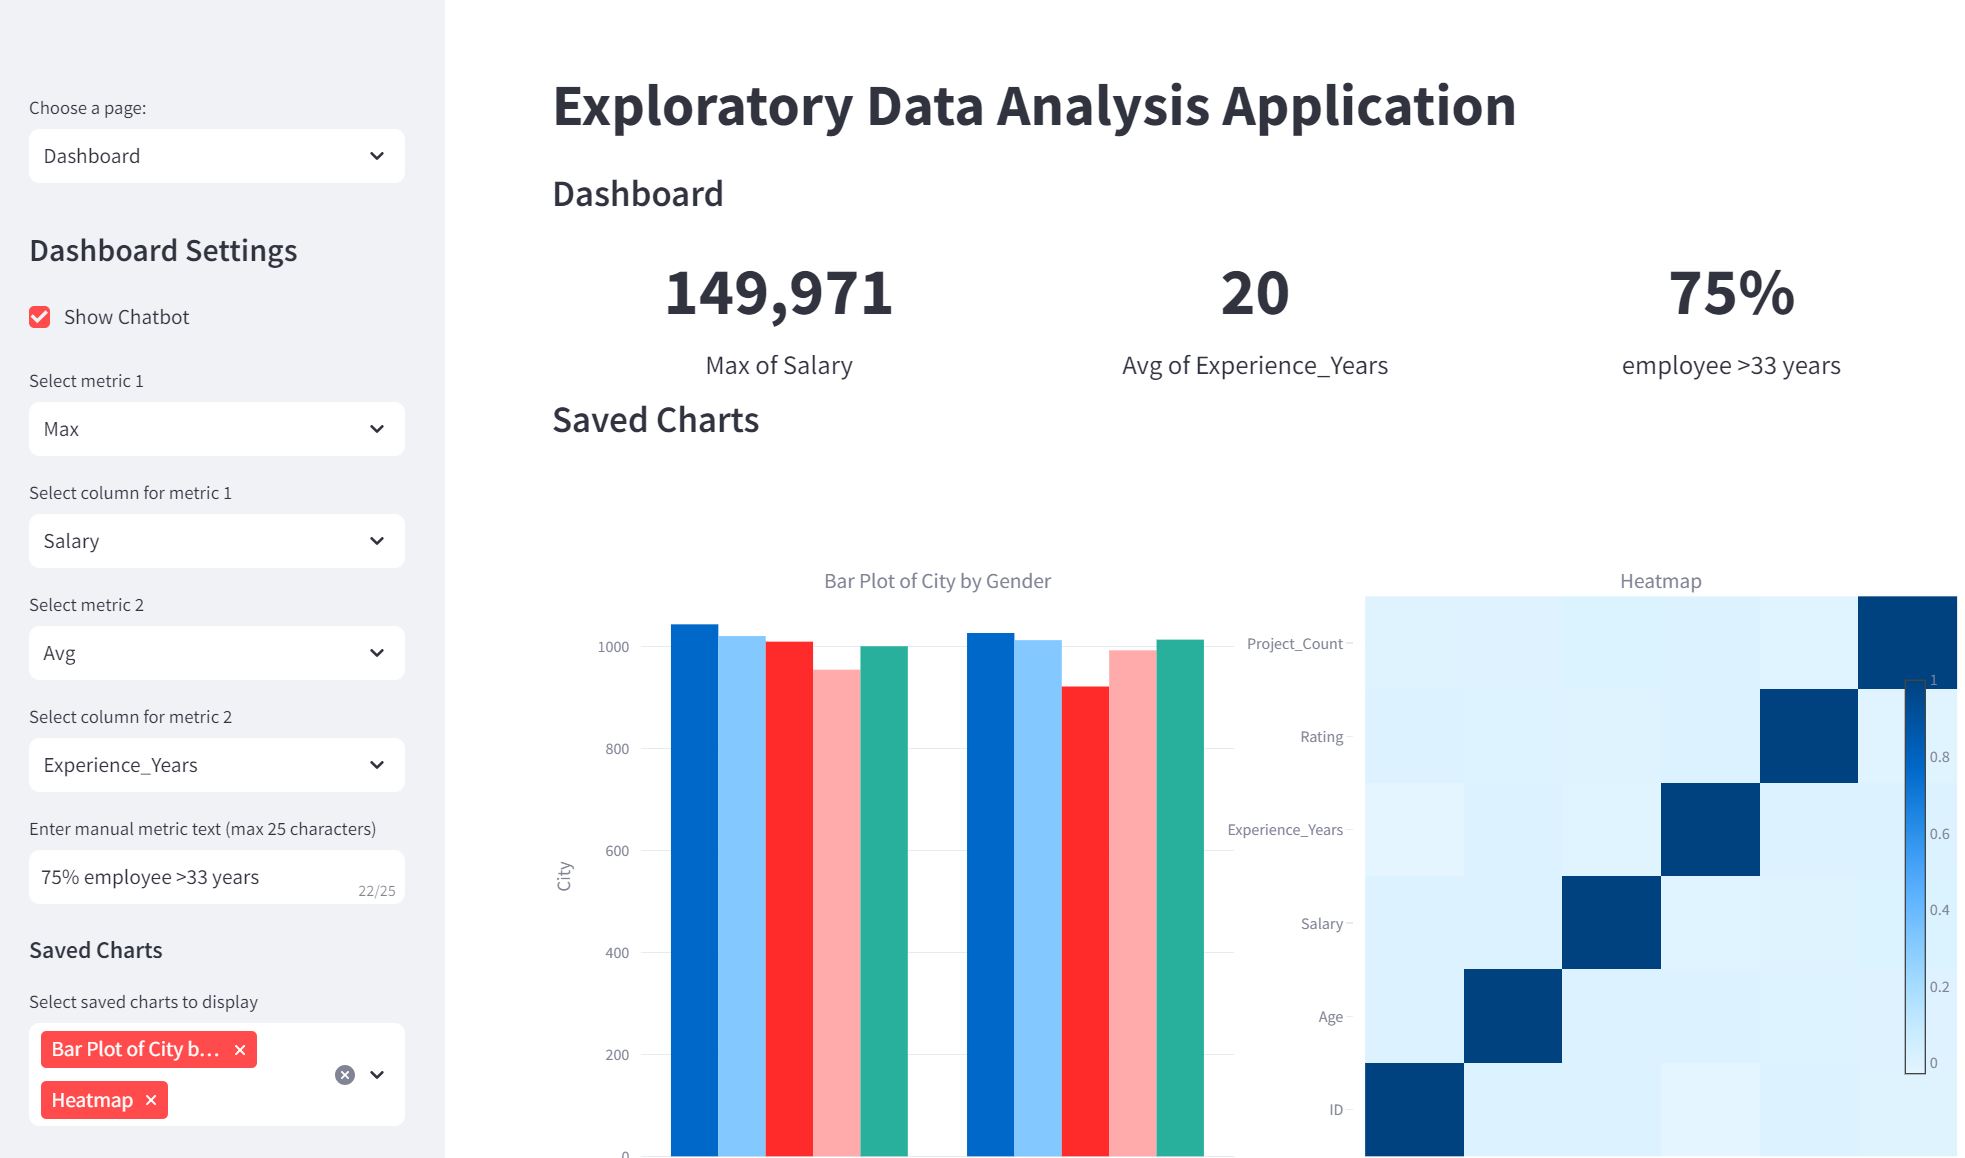 Choose a page:
Dashboard
Dashboard Settings
Show Chatbot
Select metric 1
Max
Select column for metric 1
Salary
Select metric 2
Avg
Select column for metric 2
Experience_Years
Enter manual metric text (max 25 characters)
75% employee >33 years
22/25
Saved Charts
Select saved charts to display
Bar Plot of City b...
Heatmap
Exploratory Data Analysis Application
Dashboard
149,971
Max of Salary
20
Avg of Experience_Years
75%
employee >33 years
Saved Charts
Bar Plot of City by Gender
1000
800
600
400
200
0
City
Heatmap
Project_Count
Rating
Experience_Years
Salary
Age
ID
1
0.8
0.6
0.4
0.2
0